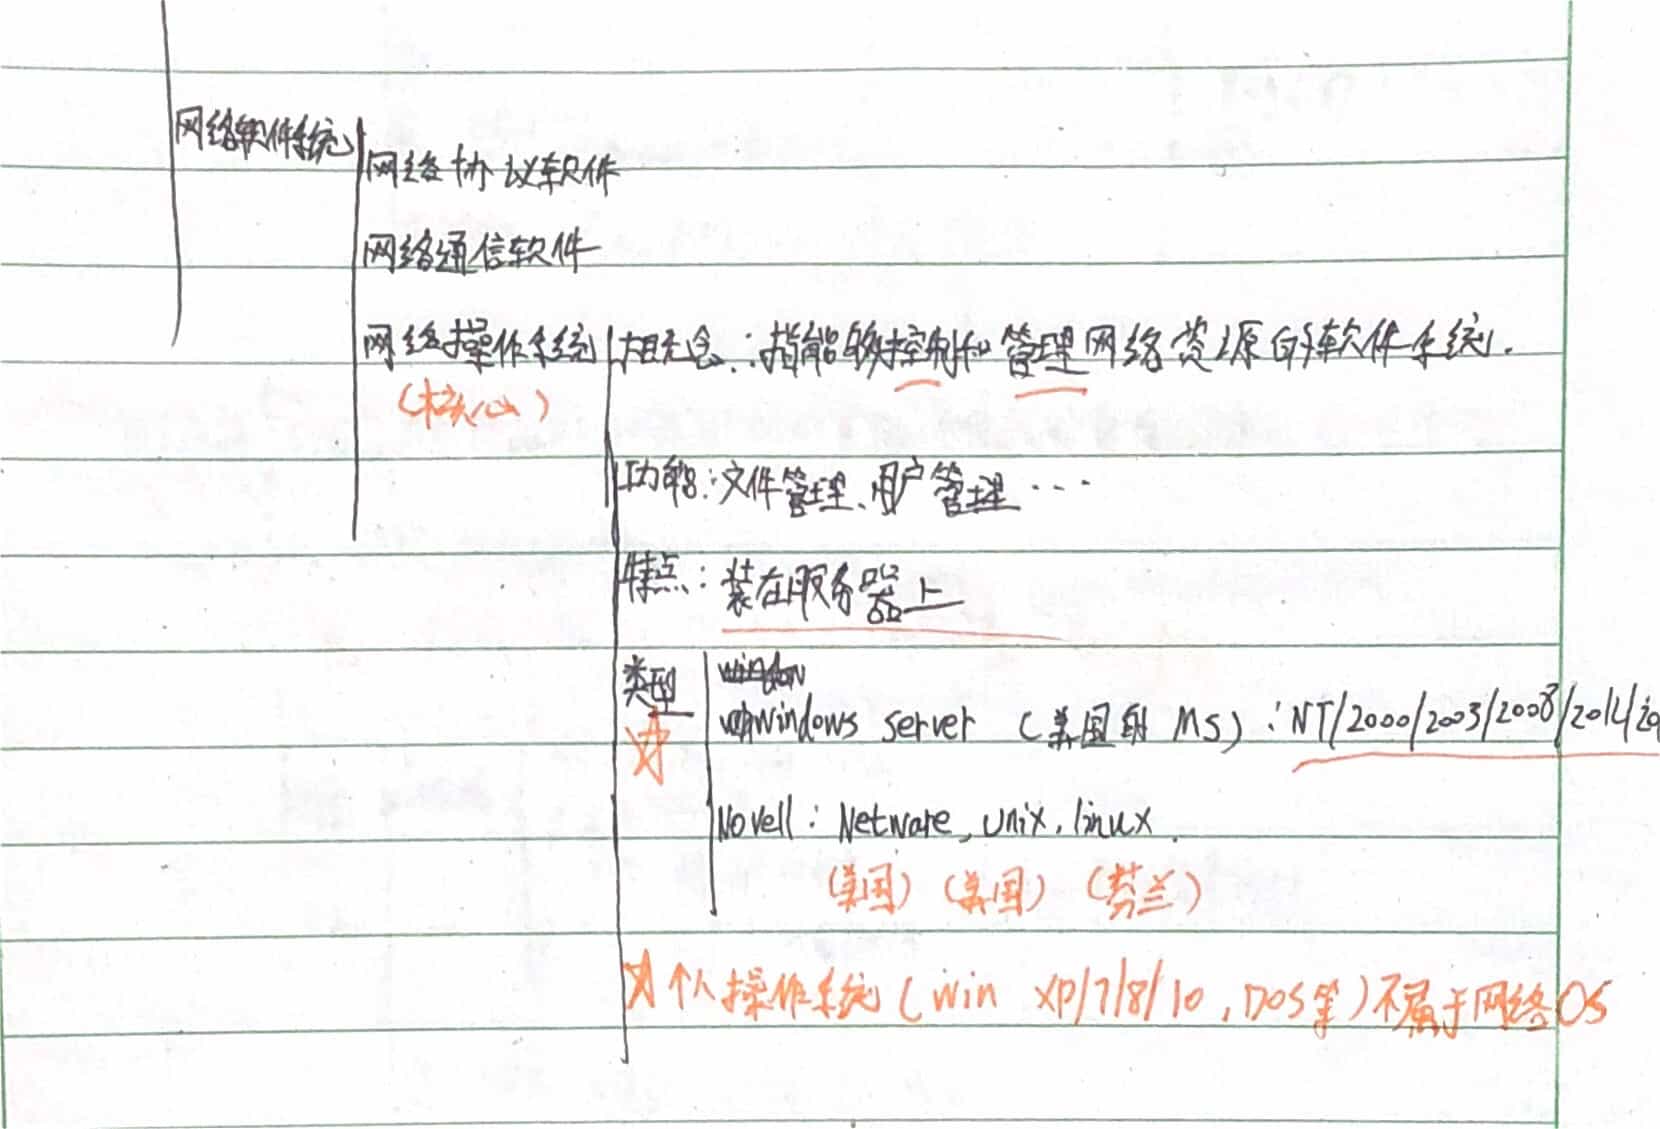 网络软件系统
网络协议软件
网络通信软件
网络操作系统 概念:指能够控制和管理网络资源的软件系统.
(核心)
功能:文件管理、用户管理 ...
特点:装在服务器上
类型
windows server (美国的 MS):NT/2000/2003/2008/2012/20
Novell: Netware, unix, linux.
(美国) (美国) (芬兰)
☆个人操作系统(win xp/7/8/10, DOS等)不属于网络OS